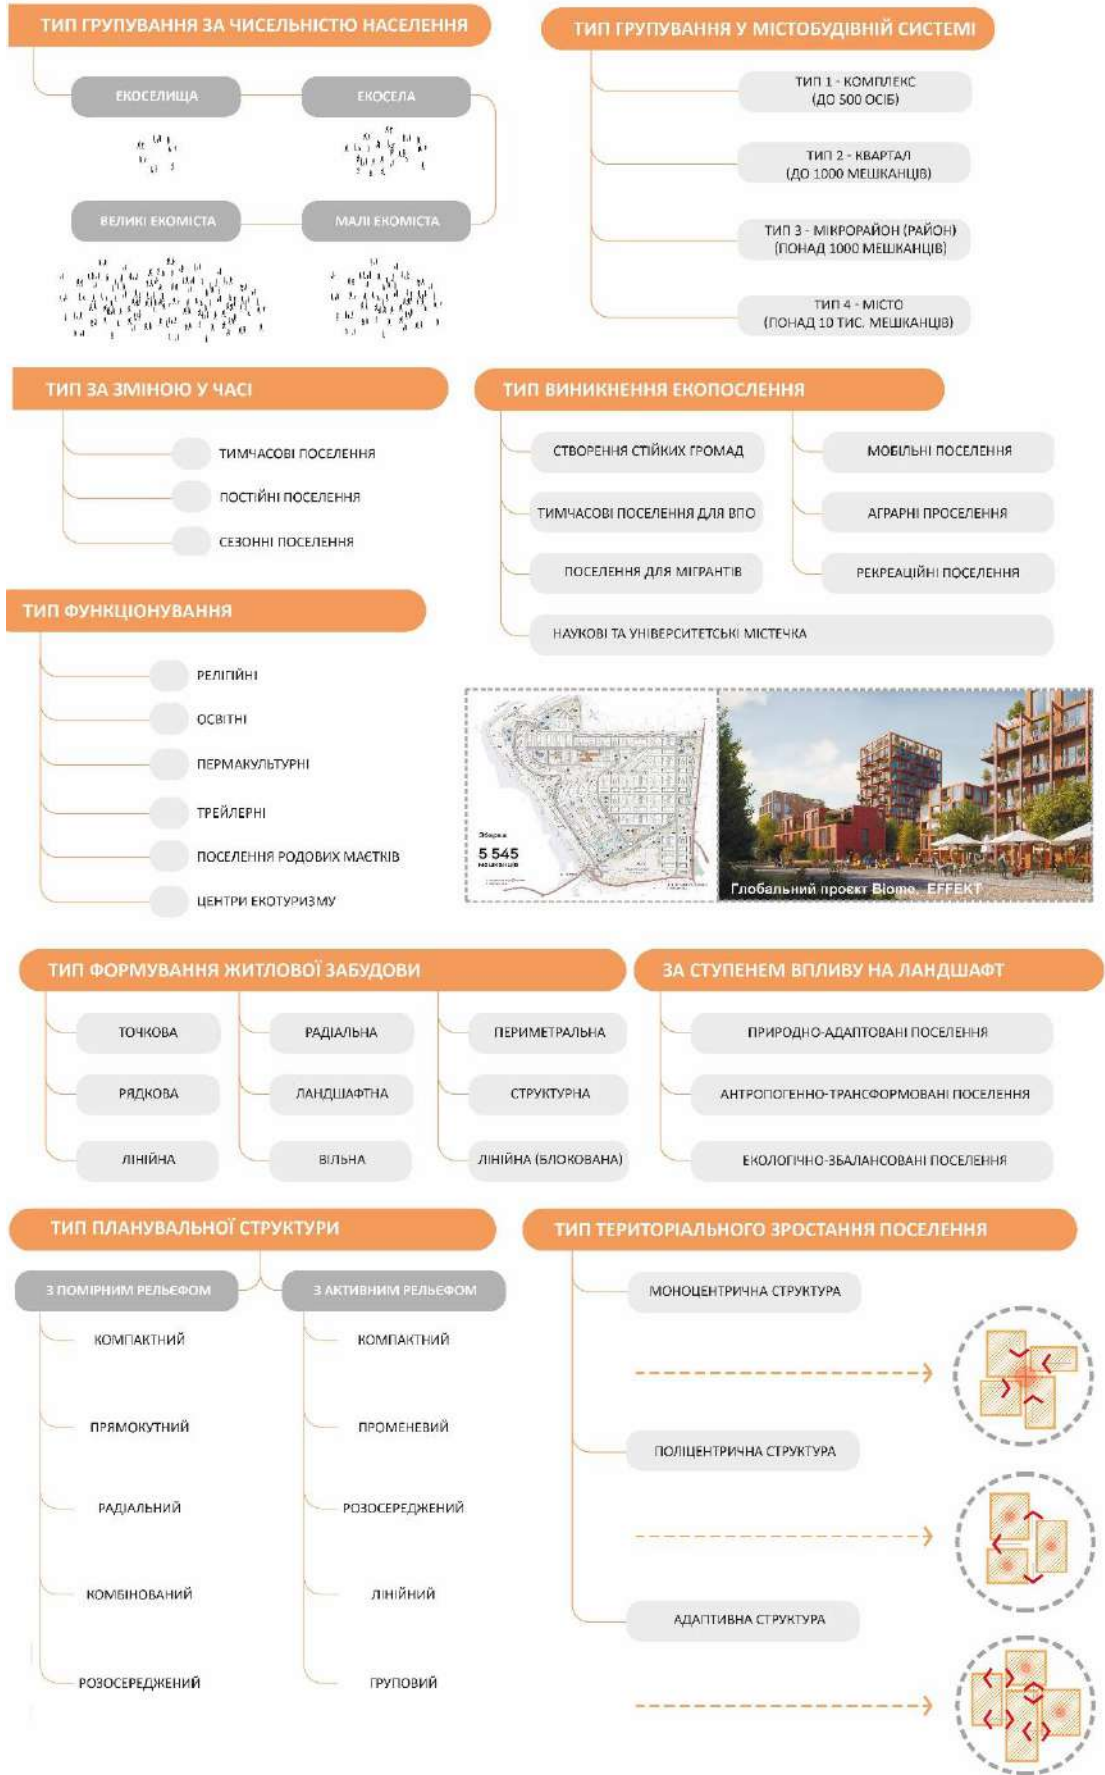 ТИП ГРУПУВАННЯ ЗА ЧИСЕЛЬНІСТЮ НАСЕЛЕННЯ
ЕКОСЕЛИЩА
ЕКОСЕЛА
ВЕЛИКІ ЕКОМІСТА
МАЛІ ЕКОМІСТА
ТИП ГРУПУВАННЯ У МІСТОБУДІВНІЙ СИСТЕМІ
ТИП 1 - КОМПЛЕКС
(ДО 500 ОСІБ)
ТИП 2 - КВАРТАЛ
(ДО 1000 МЕШКАНЦІВ)
ТИП 3 - МІКРОРАЙОН (РАЙОН)
(ПОНАД 1000 МЕШКАНЦІВ)
ТИП 4 - МІСТО
(ПОНАД 10 ТИС. МЕШКАНЦІВ)
ТИП ЗА ЗМІНОЮ У ЧАСІ
ТИМЧАСОВІ ПОСЕЛЕННЯ
ПОСТІЙНІ ПОСЕЛЕННЯ
СЕЗОННІ ПОСЕЛЕННЯ
ТИП ВИНИКНЕННЯ ЕКОПОСЛЕННЯ
СТВОРЕННЯ СТІЙКИХ ГРОМАД
ТИМЧАСОВІ ПОСЕЛЕННЯ ДЛЯ ВПО
ПОСЕЛЕННЯ ДЛЯ МІГРАНТІВ
НАУКОВІ ТА УНІВЕРСИТЕТСЬКІ МІСТЕЧКА
МОБІЛЬНІ ПОСЕЛЕННЯ
АГРАРНІ ПРОСЕЛЕННЯ
РЕКРЕАЦІЙНІ ПОСЕЛЕННЯ
ТИП ФУНКЦІОНУВАННЯ
РЕЛІГІЙНІ
ОСВІТНІ
ПЕРМАКУЛЬТУРНІ
ТРЕЙЛЕРНІ
ПОСЕЛЕННЯ РОДОВИХ МАЄТКІВ
ЦЕНТРИ ЕКОТУРИЗМУ
5 545
мешканців
Глобальний проєкт Biome, EFFEKT
ТИП ФОРМУВАННЯ ЖИТЛОВОЇ ЗАБУДОВИ
ТОЧКОВА
РЯДКОВА
ЛІНІЙНА
РАДІАЛЬНА
ЛАНДШАФТНА
ВІЛЬНА
ПЕРИМЕТРАЛЬНА
СТРУКТУРНА
ЛІНІЙНА (БЛОКОВАНА)
ЗА СТУПЕНЕМ ВПЛИВУ НА ЛАНДШАФТ
ПРИРОДНО-АДАПТОВАНІ ПОСЕЛЕННЯ
АНТРОПОГЕННО-ТРАНСФОРМОВАНІ ПОСЕЛЕННЯ
ЕКОЛОГІЧНО-ЗБАЛАНСОВАНІ ПОСЕЛЕННЯ
ТИП ПЛАНУВАЛЬНОЇ СТРУКТУРИ
З ПОМІРНИМ РЕЛЬЄФОМ
КОМПАКТНИЙ
ПРЯМОКУТНИЙ
РАДІАЛЬНИЙ
КОМБІНОВАНИЙ
РОЗОСЕРЕДЖЕНИЙ
З АКТИВНИМ РЕЛЬЄФОМ
КОМПАКТНИЙ
ПРОМЕНЕВИЙ
РОЗОСЕРЕДЖЕНИЙ
ЛІНІЙНИЙ
ГРУПОВИЙ
ТИП ТЕРИТОРІАЛЬНОГО ЗРОСТАННЯ ПОСЕЛЕННЯ
МОНОЦЕНТРИЧНА СТРУКТУРА
ПОЛІЦЕНТРИЧНА СТРУКТУРА
АДАПТИВНА СТРУКТУРА